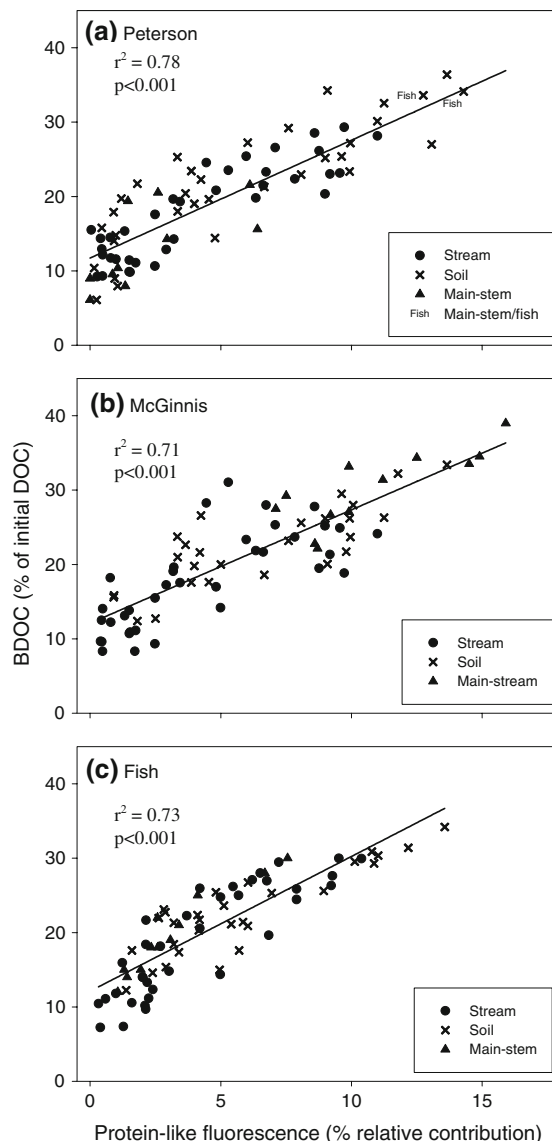 (a) Peterson
r² = 0.78
p<0.001
40
30
20
10
0
Fish
Fish
Stream
Soil
Main-stem
Fish Main-stem/fish
(b) McGinnis
r² = 0.71
p<0.001
BDOC (% of initial DOC)
40
30
20
10
0
Stream
Soil
Main-stream
(c) Fish
r² = 0.73
p<0.001
40
30
20
10
0
Stream
Soil
Main-stem
0 5 10 15
Protein-like fluorescence (% relative contribution)